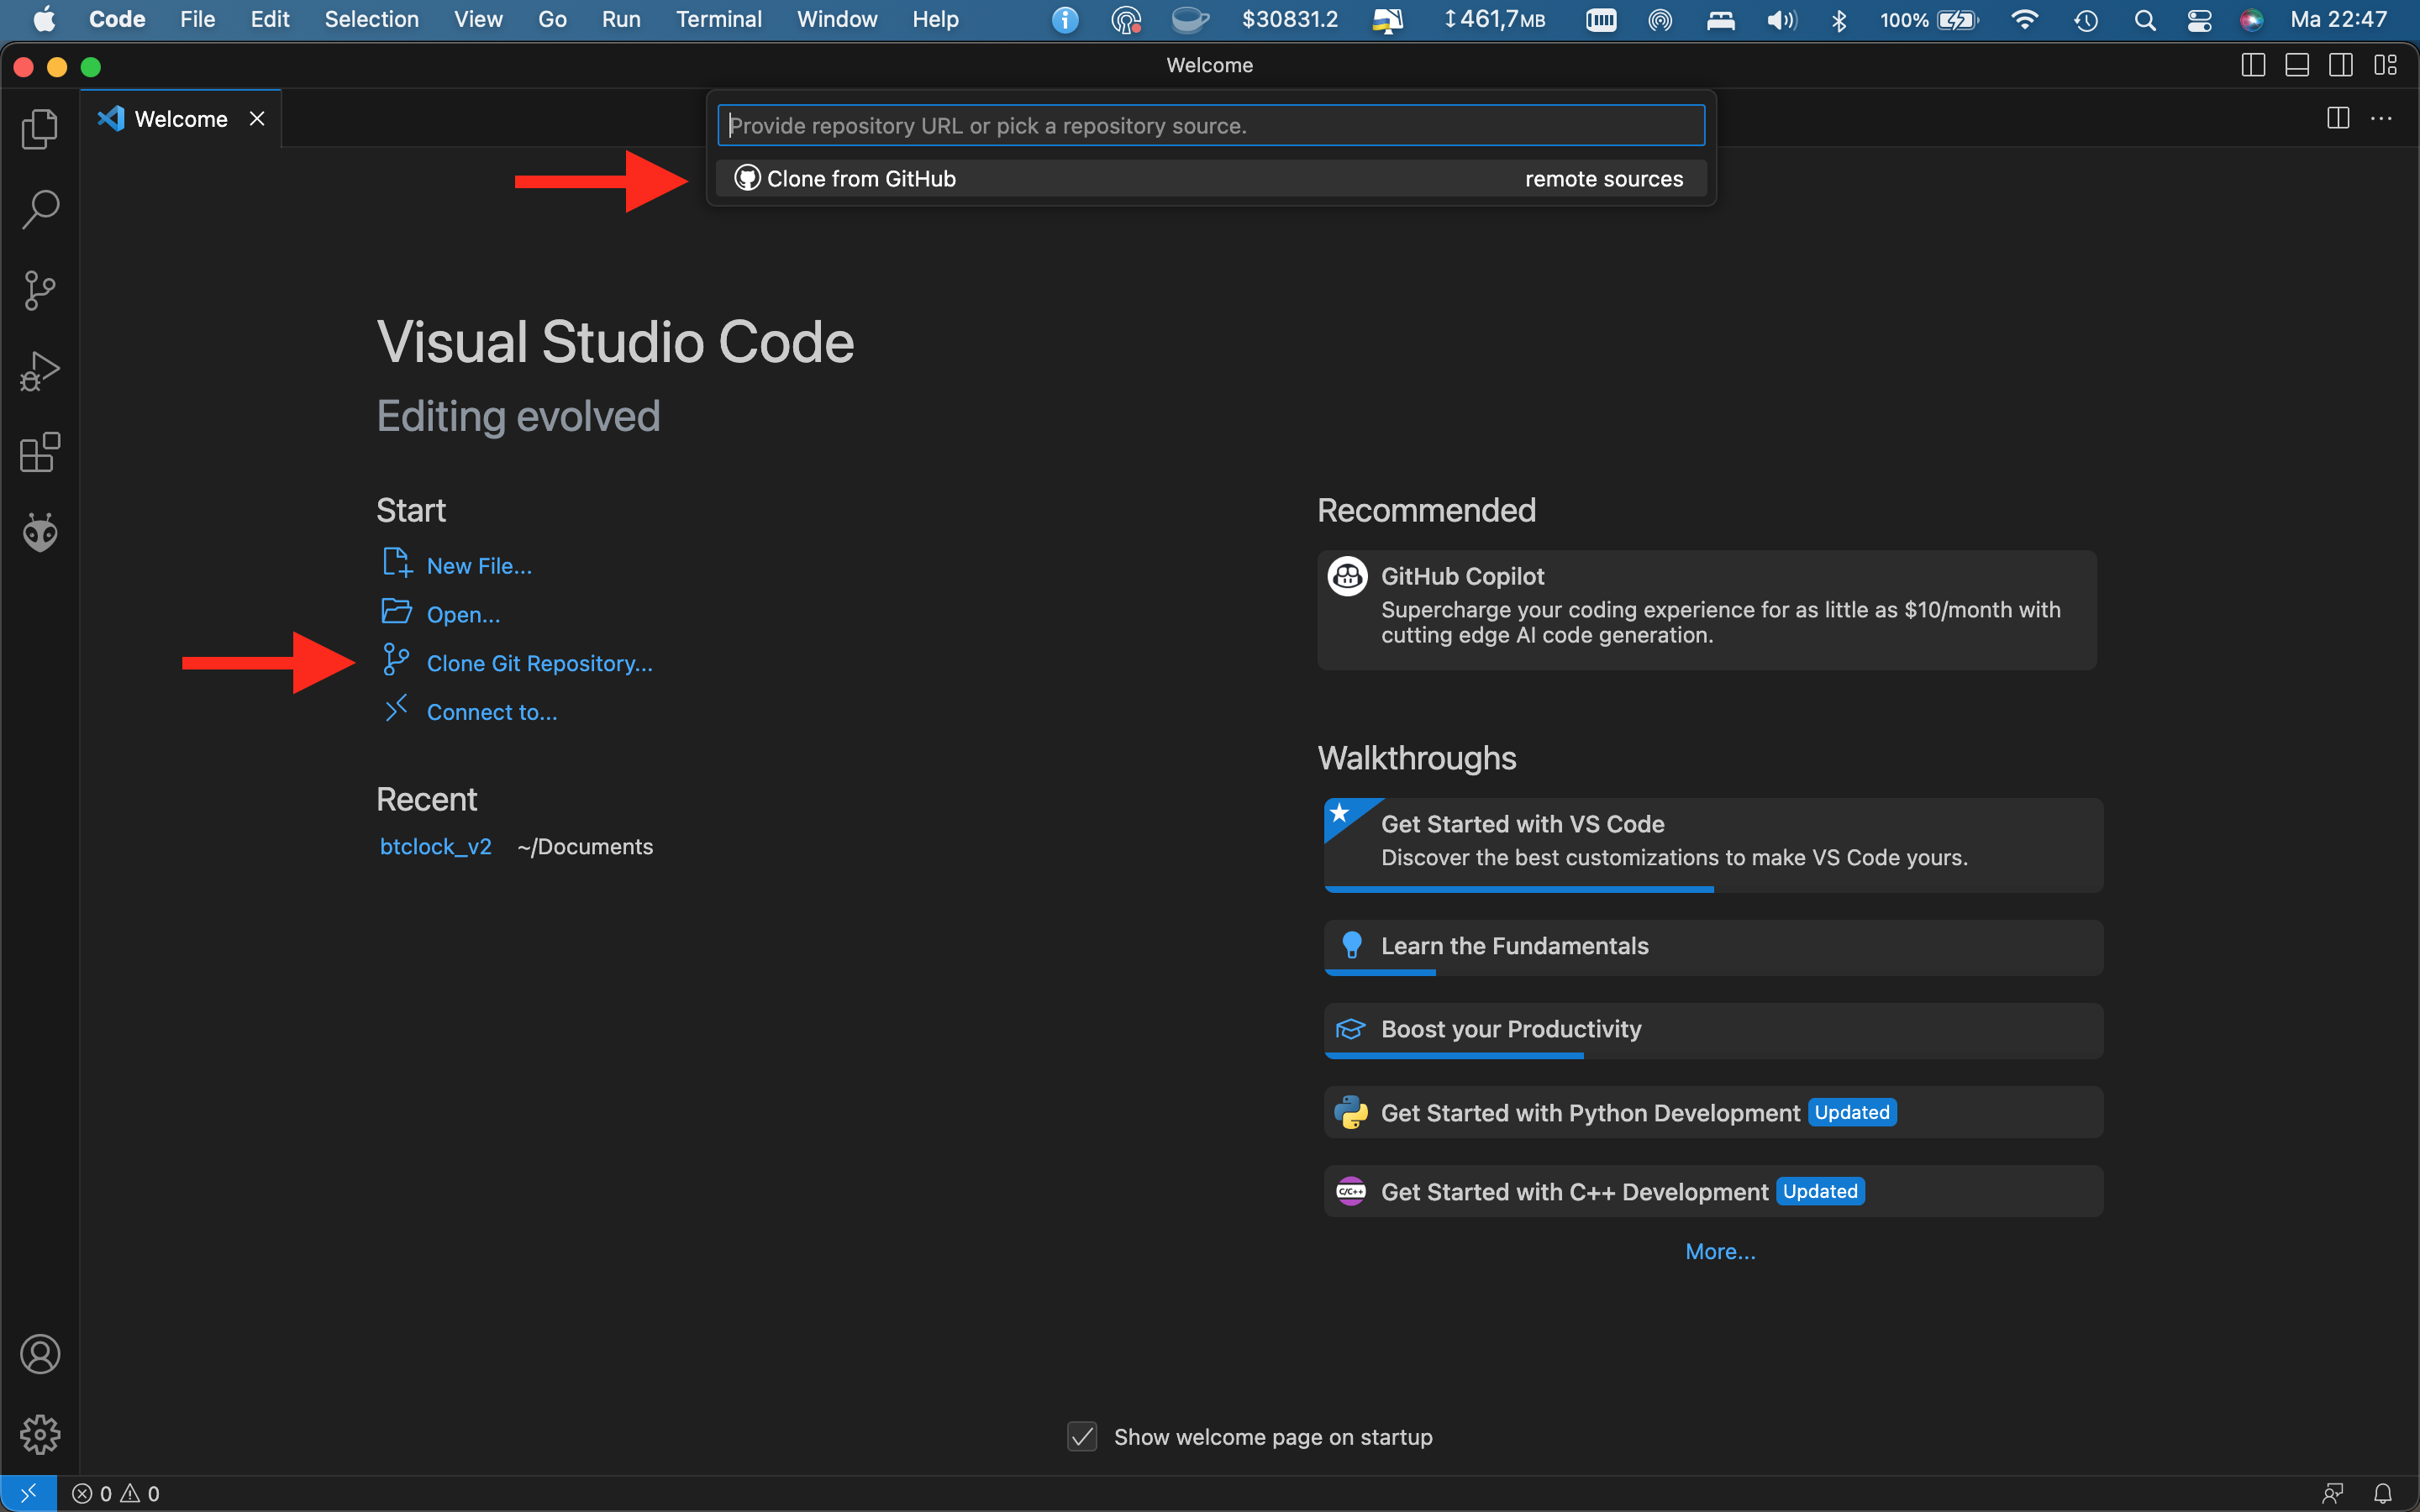 Code File Edit Selection View Go Run Terminal Window Help $30831.2 ↕461,7MB 100% Ma 22:47
Welcome
Welcome
Provide repository URL or pick a repository source.
Clone from GitHub remote sources
Visual Studio Code
Editing evolved
Start
New File...
Open...
Clone Git Repository...
Connect to...
Recent
btclock_v2 ~/Documents
Recommended
GitHub Copilot
Supercharge your coding experience for as little as $10/month with
cutting edge AI code generation.
Walkthroughs
Get Started with VS Code
Discover the best customizations to make VS Code yours.
Learn the Fundamentals
Boost your Productivity
Get Started with Python Development Updated
C/C++ Get Started with C++ Development Updated
More...
Show welcome page on startup
0 0